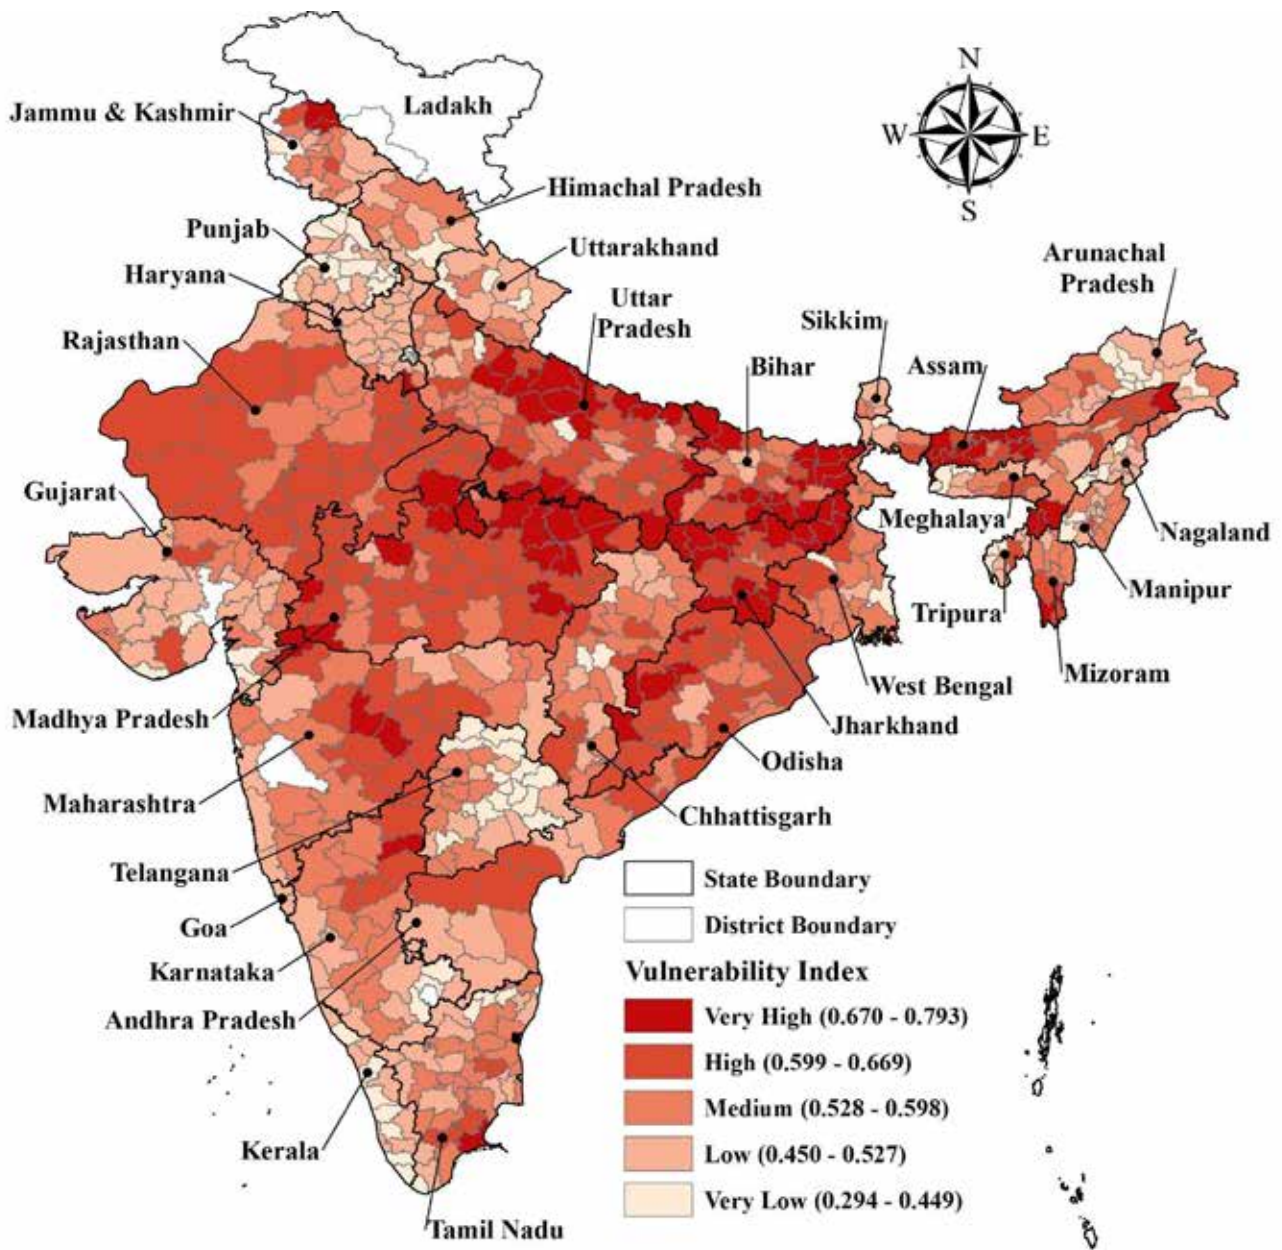 N
Ladakh
Jammu & Kashmir
W
E
Himachal Pradesh
S
Punjab
Uttarakhand
Haryana
Arunachal
Pradesh
Uttar
Pradesh
Sikkim
Rajasthan
Bihar
Assam
Gujarat
Meghalaya
Nagaland
Manipur
Tripura
Mizoram
West Bengal
Madhya Pradesh
Jharkhand
Odisha
Maharashtra
Chhattisgarh
Telangana
State Boundary
Goa
District Boundary
Karnataka
Vulnerability Index
Andhra Pradesh
Very High (0.670 - 0.793)
High (0.599 - 0.669)
Medium (0.528 - 0.598)
Kerala
Low (0.450 - 0.527)
Very Low (0.294 - 0.449)
Tamil Nadu